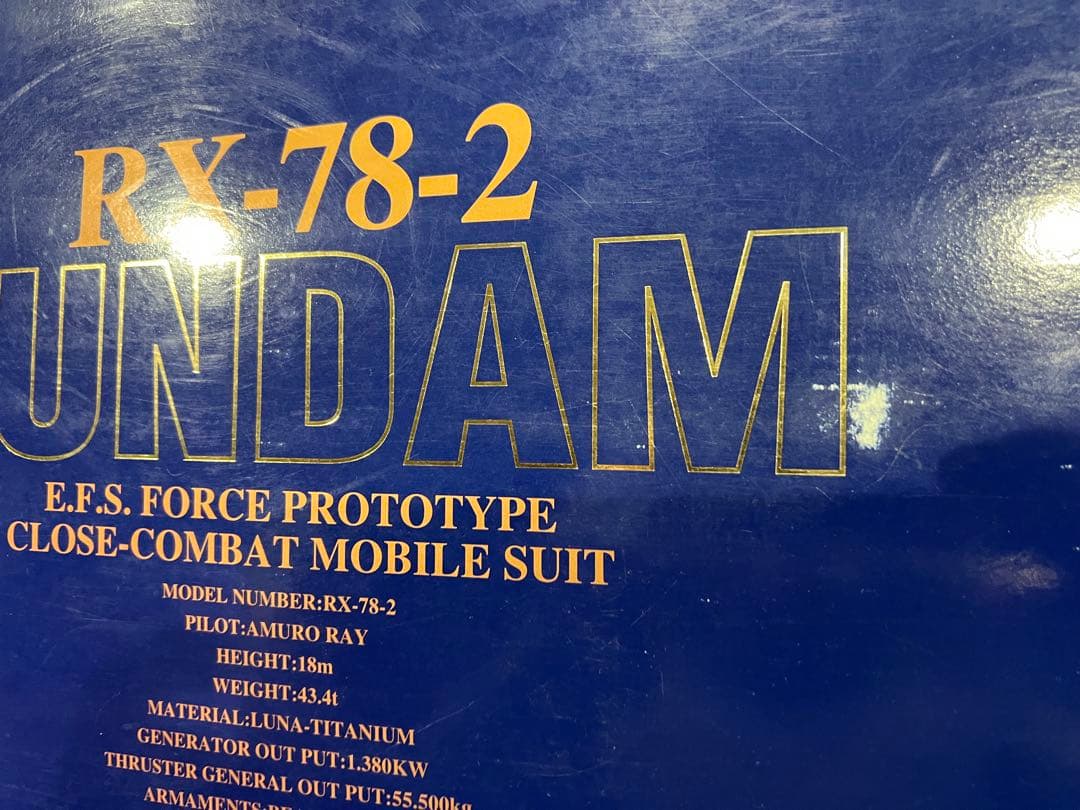 RX-78-2
UNDAM
E.F.S. FORCE PROTOTYPE
CLOSE-COMBAT MOBILE SUIT
MODEL NUMBER:RX-78-2
PILOT:AMURO RAY
HEIGHT:18m
WEIGHT:43.4t
MATERIAL:LUNA-TITANIUM
GENERATOR OUT PUT:1.380KW
THRUSTER GENERAL OUT PUT:55.500kg
ARMAMENTS: